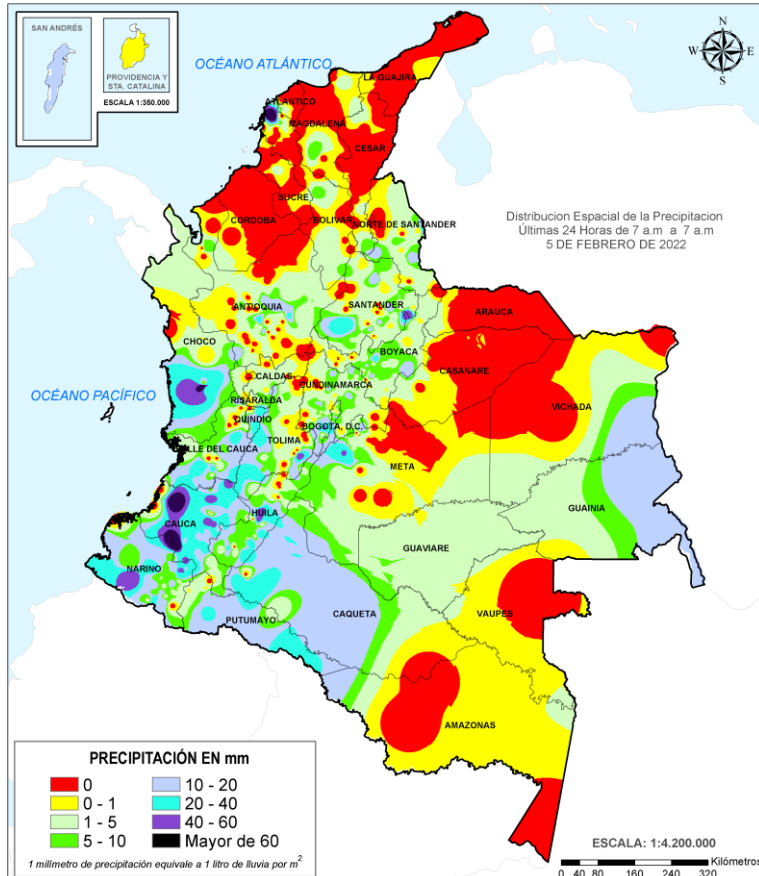 SAN ANDRÉS
PROVIDENCIA Y
STA. CATALINA
ESCALA 1:350.000
OCÉANO ATLÁNTICO
N
W E
S
LA GUAJIRA
ATLANTICO
MAGDALENA
CESAR
SUCRE
CORDOBA
BOLIVAR
NORTE DE SANTANDER
Distribucion Espacial de la Precipitacion
Últimas 24 Horas de 7 a.m a 7 a.m
5 DE FEBRERO DE 2022
ANTIOQUIA
SANTANDER
ARAUCA
CHOCO
BOYACA
CASANARE
CALDAS
CUNDINAMARCA
OCÉANO PACÍFICO
RISARALDA
VICHADA
QUINDIO
BOGOTA, D.C.
TOLIMA
VALLE DEL CAUCA
META
GUAINIA
HUILA
CAUCA
GUAVIARE
NARINO
CAQUETA
VAUPES
PUTUMAYO
AMAZONAS
PRECIPITACIÓN EN mm
0 10 - 20
0 - 1 20 - 40
1 - 5 40 - 60
5 - 10 Mayor de 60
1 milímetro de precipitación equivale a 1 litro de lluvia por m²
ESCALA: 1:4.200.000
Kilómetros
0 40 80 160 240 320